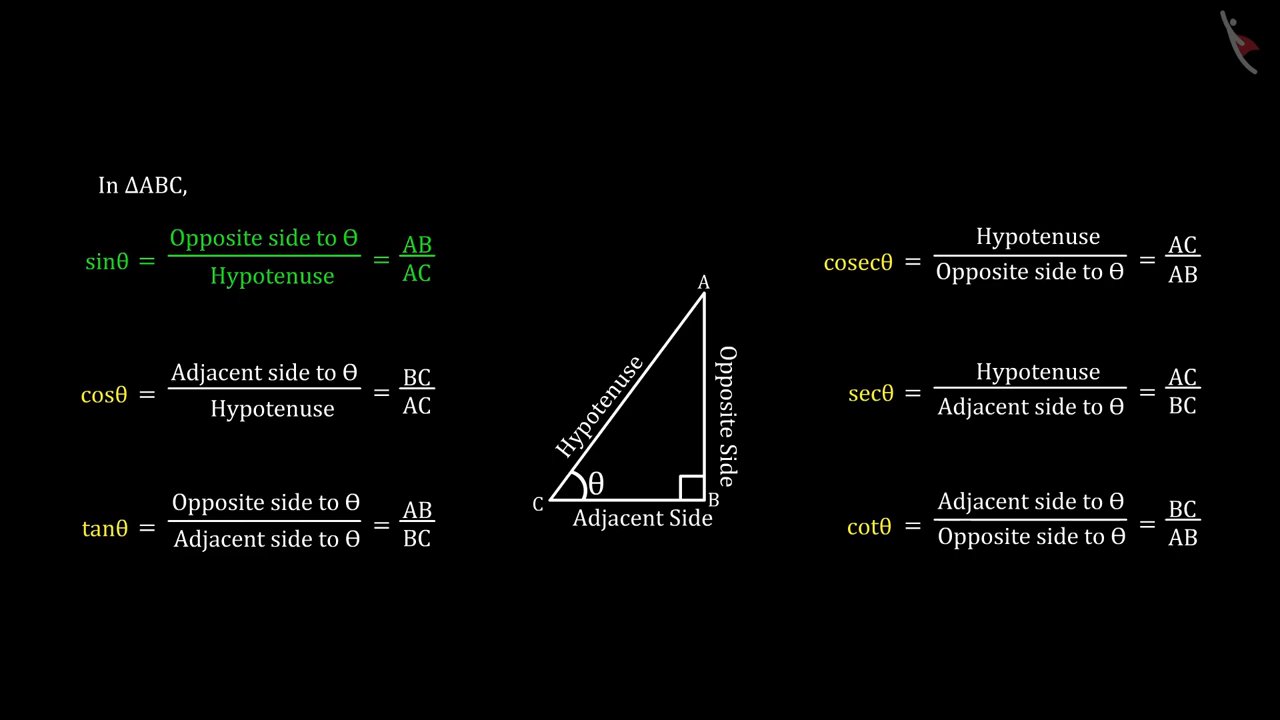 In ΔABC,
sinθ = Opposite side to Ө / Hypotenuse = AB / AC
cosθ = Adjacent side to Ө / Hypotenuse = BC / AC
tanθ = Opposite side to Ө / Adjacent side to Ө = AB / BC
A
Hypotenuse
Opposite Side
θ
C
B
Adjacent Side
cosecθ = Hypotenuse / Opposite side to Ө = AC / AB
secθ = Hypotenuse / Adjacent side to Ө = AC / BC
cotθ = Adjacent side to Ө / Opposite side to Ө = BC / AB